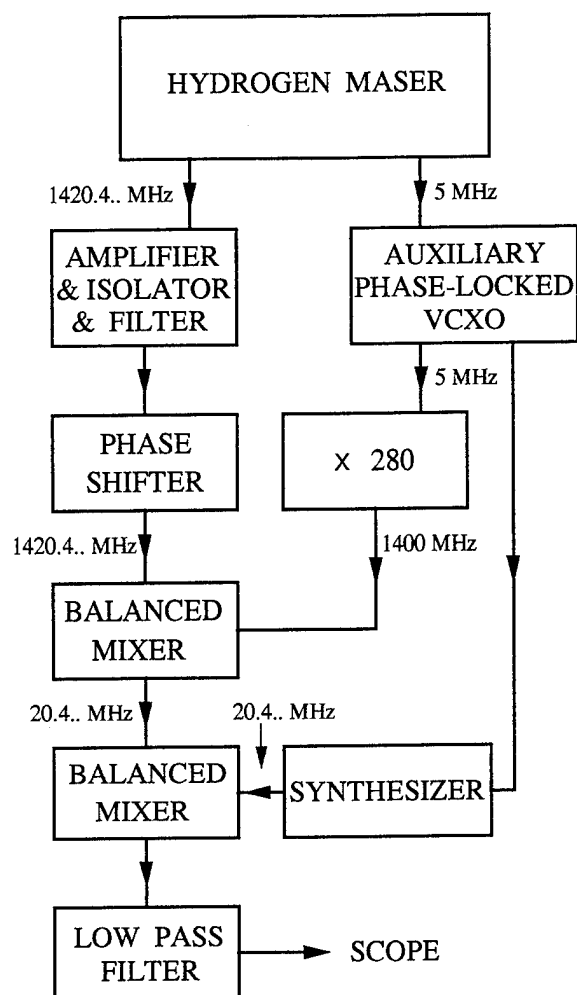 HYDROGEN MASER
1420.4.. MHz
5 MHz
AMPLIFIER
& ISOLATOR
& FILTER
AUXILIARY
PHASE-LOCKED
VCXO
5 MHz
PHASE
SHIFTER
X 280
1420.4.. MHz
1400 MHz
BALANCED
MIXER
20.4.. MHz
20.4.. MHz
BALANCED
MIXER
SYNTHESIZER
LOW PASS
FILTER
SCOPE